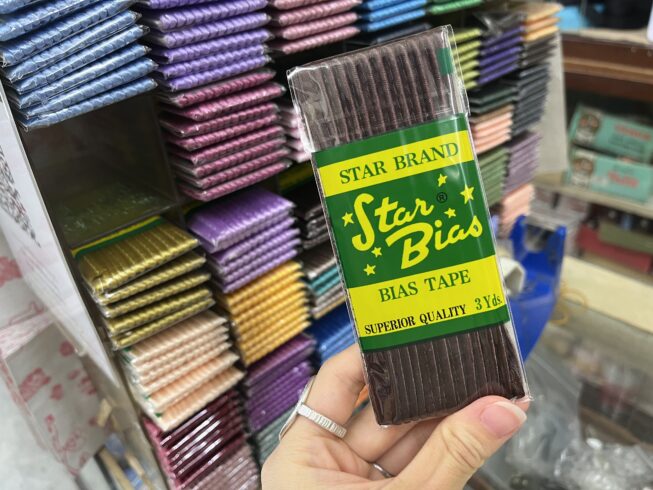 STAR BRAND
Star®
Bias
BIAS TAPE
SUPERIOR QUALITY 3 Yds.